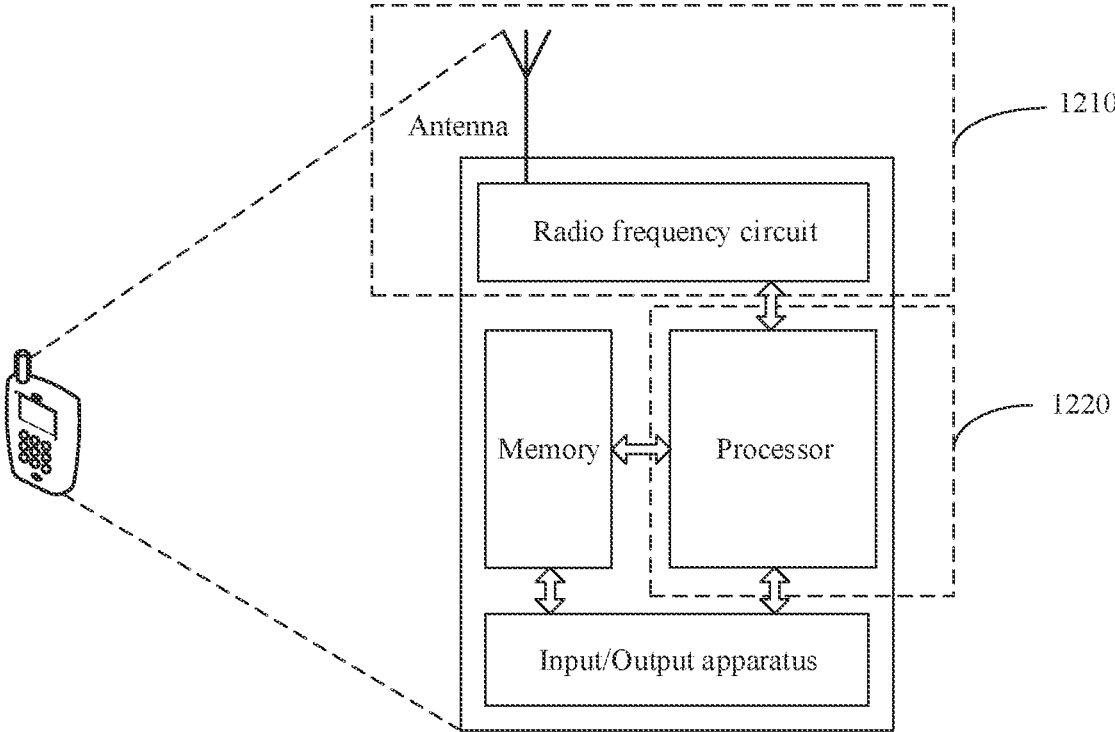 1210
Antenna
Radio frequency circuit
1220
Memory
Processor
Input/Output apparatus